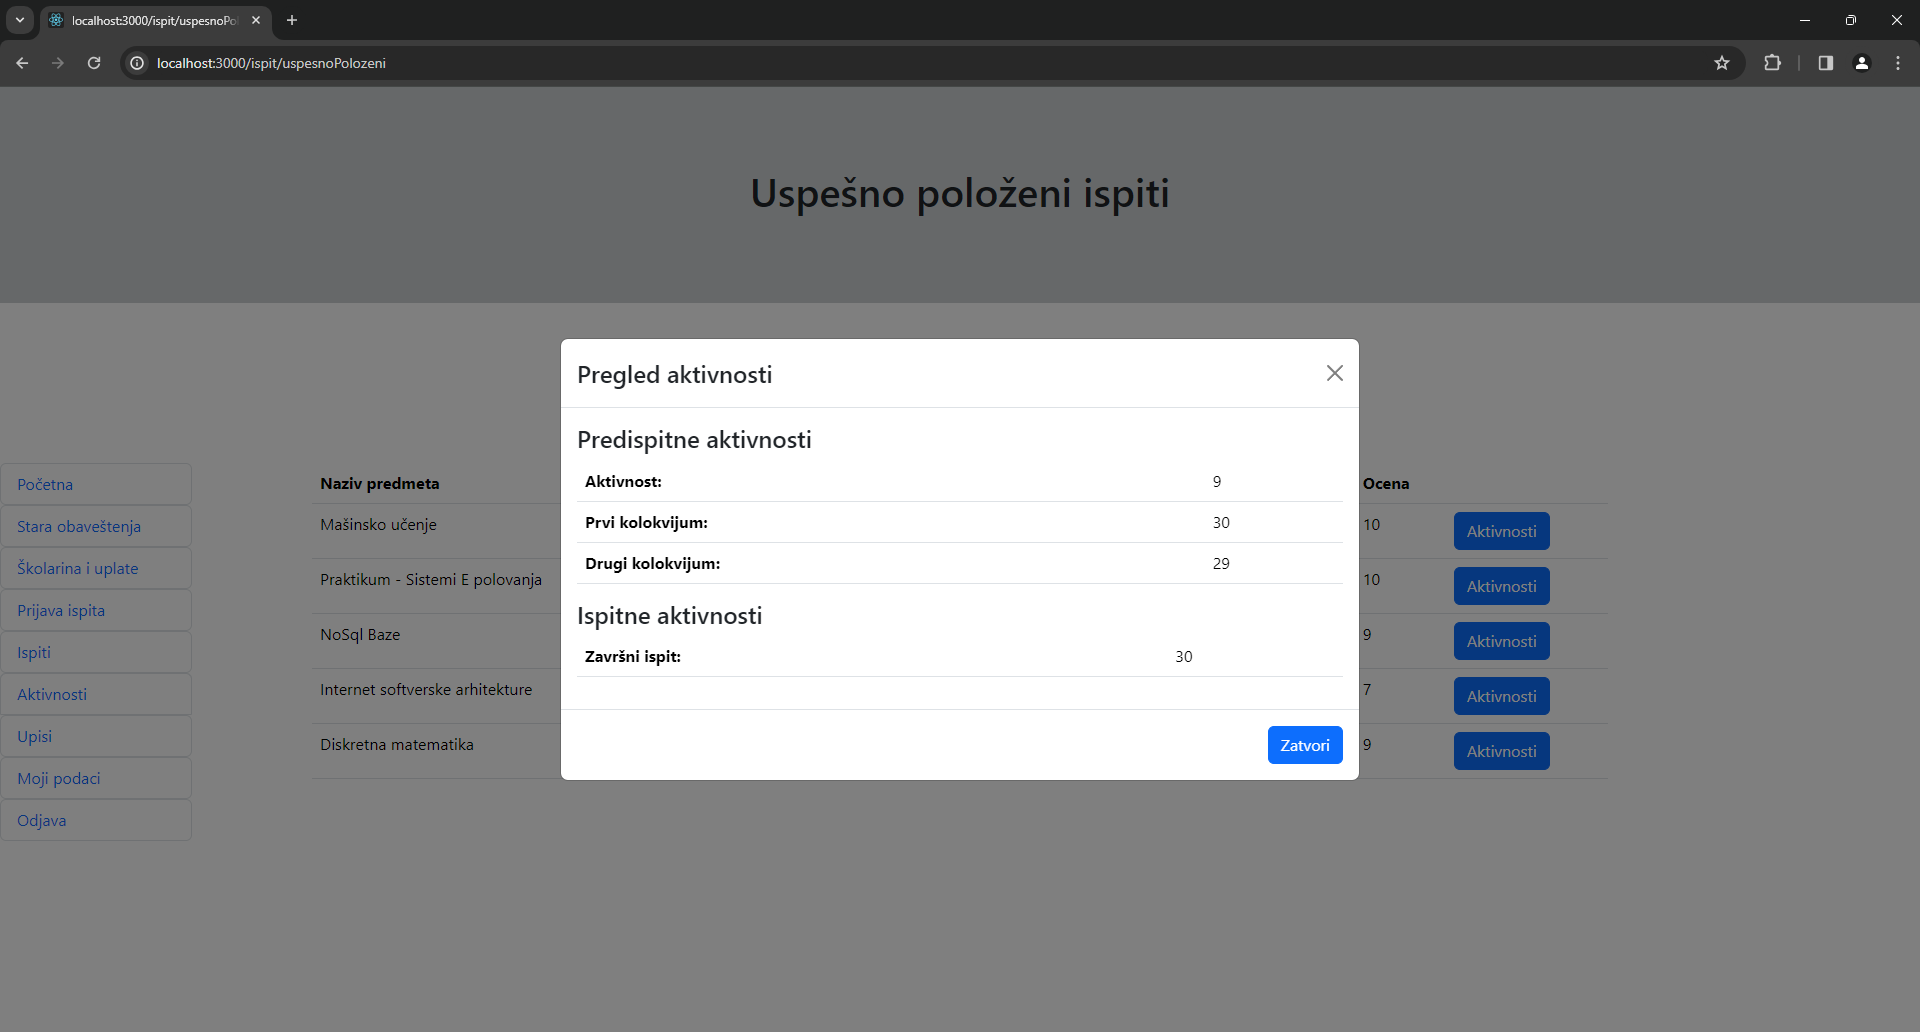 localhost:3000/ispit/uspesnoPol
localhost:3000/ispit/uspesnoPolozeni
Uspešno položeni ispiti
Pregled aktivnosti
Predispitne aktivnosti
Aktivnost: 9
Prvi kolokvijum: 30
Drugi kolokvijum: 29
Ispitne aktivnosti
Završni ispit: 30
Zatvori
Početna
Stara obaveštenja
Školarina i uplate
Prijava ispita
Ispiti
Aktivnosti
Upisi
Moji podaci
Odjava
Naziv predmeta Ocena
Mašinsko učenje 10 Aktivnosti
Praktikum - Sistemi E polovanja 10 Aktivnosti
NoSql Baze 9 Aktivnosti
Internet softverske arhitekture 7 Aktivnosti
Diskretna matematika 9 Aktivnosti